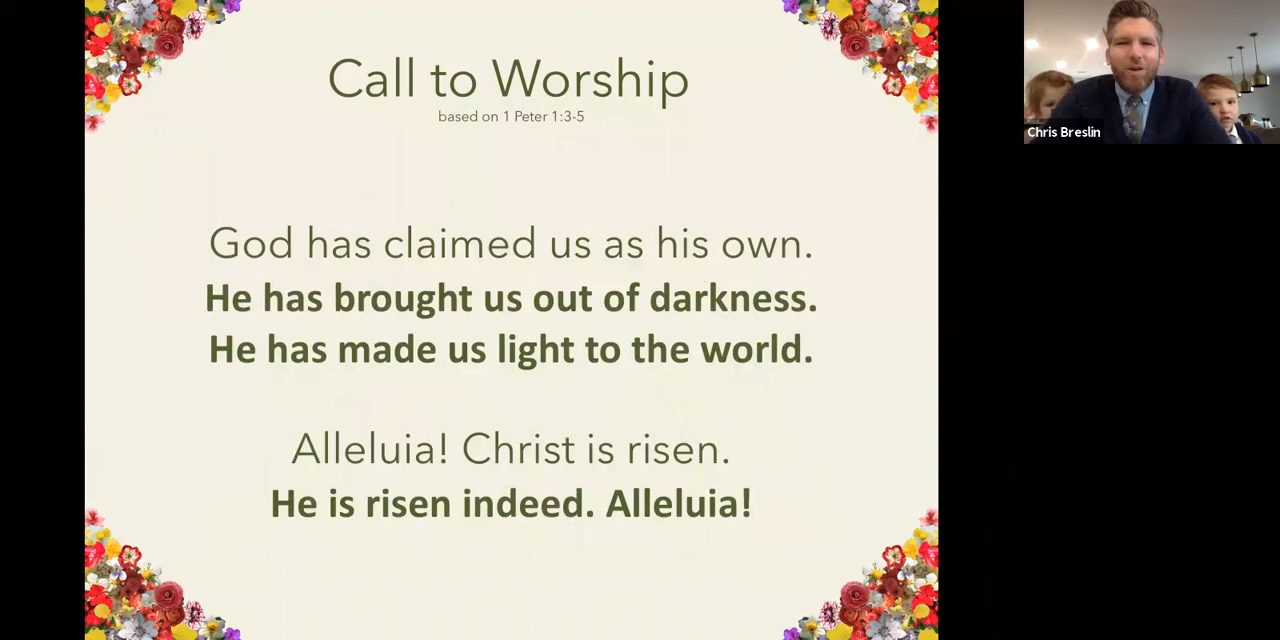 Call to Worship
based on 1 Peter 1:3-5
God has claimed us as his own.
He has brought us out of darkness.
He has made us light to the world.
Alleluia! Christ is risen.
He is risen indeed. Alleluia!
Chris Breslin